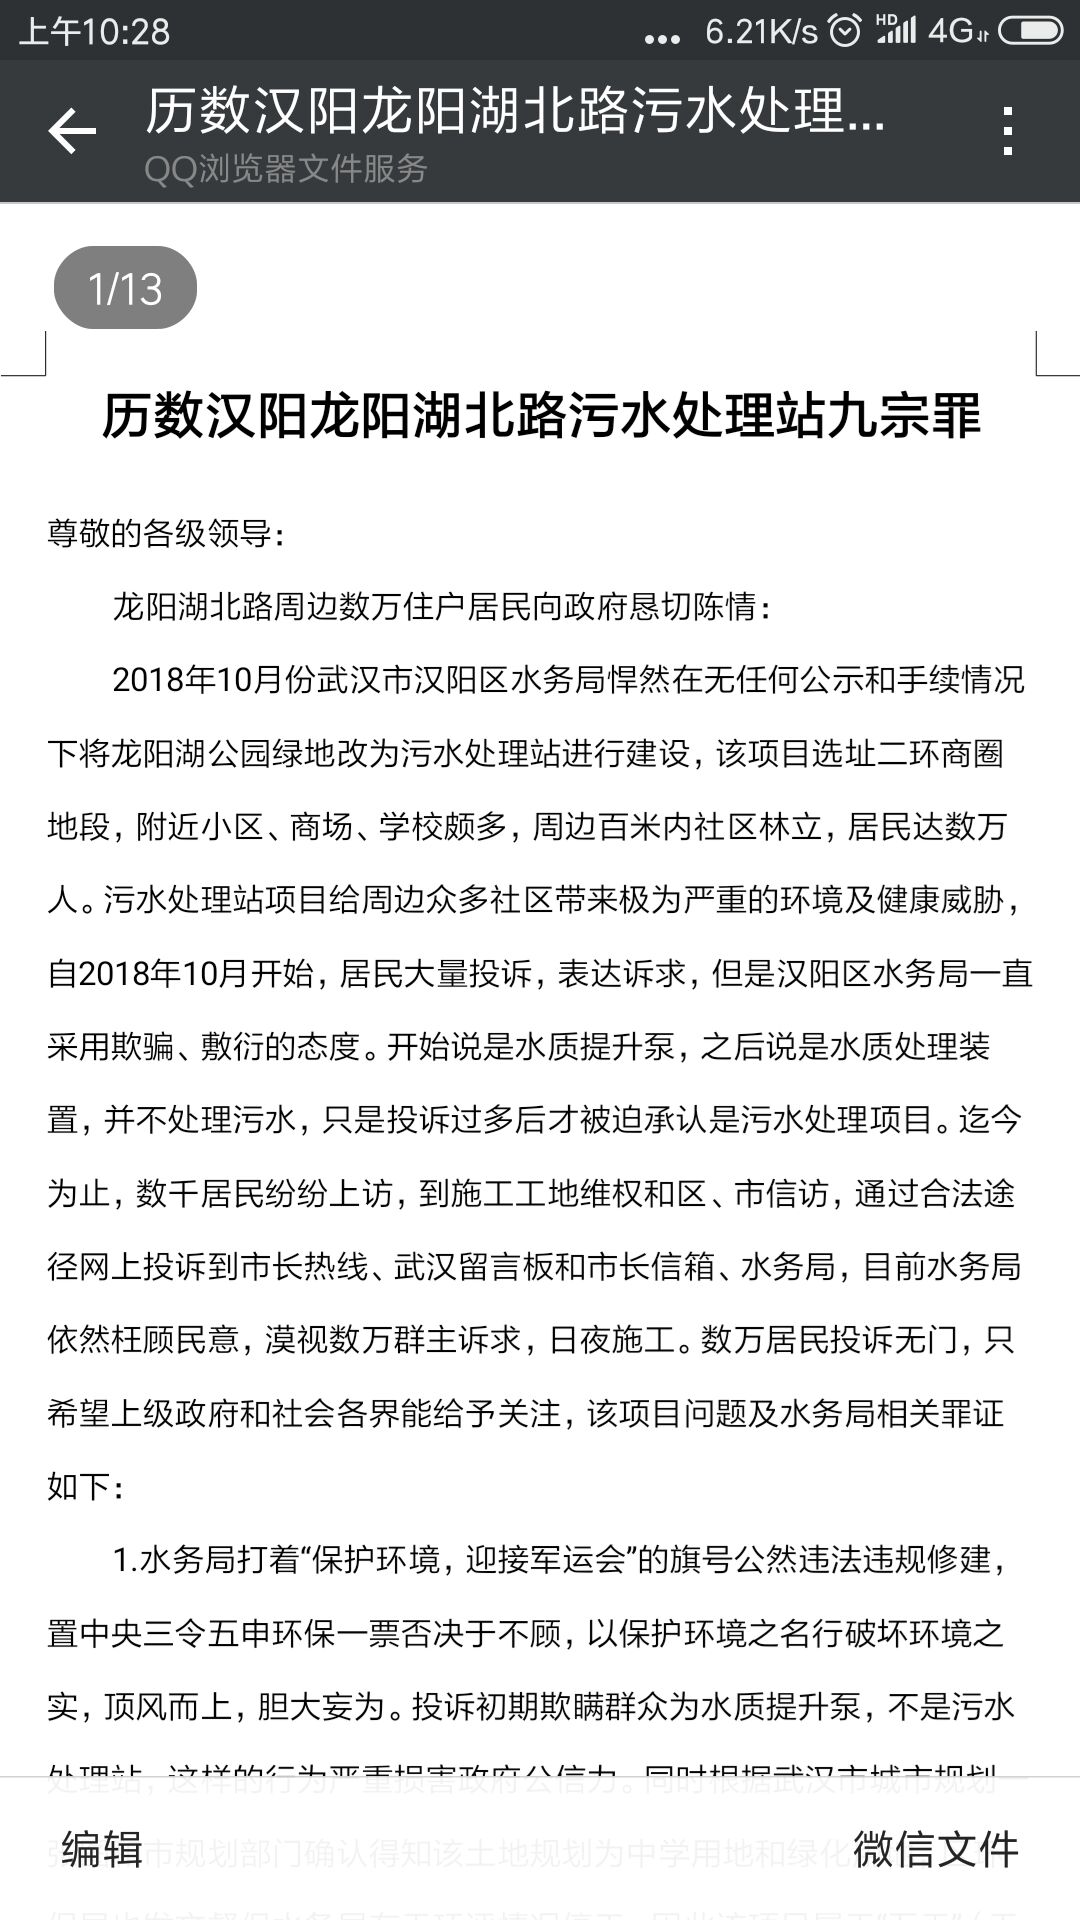 上午10:28
... 6.21K/s HD 4G
历数汉阳龙阳湖北路污水处理...
QQ浏览器文件服务
1/13
历数汉阳龙阳湖北路污水处理站九宗罪
尊敬的各级领导：
龙阳湖北路周边数万住户居民向政府恳切陈情：
2018年10月份武汉市汉阳区水务局悍然在无任何公示和手续情况
下将龙阳湖公园绿地改为污水处理站进行建设，该项目选址二环商圈
地段，附近小区、商场、学校颇多，周边百米内社区林立，居民达数万
人。污水处理站项目给周边众多社区带来极为严重的环境及健康威胁，
自2018年10月开始，居民大量投诉，表达诉求，但是汉阳区水务局一直
采用欺骗、敷衍的态度。开始说是水质提升泵，之后说是水质处理装
置，并不处理污水，只是投诉过多后才被迫承认是污水处理项目。迄今
为止，数千居民纷纷上访，到施工工地维权和区、市信访，通过合法途
径网上投诉到市长热线、武汉留言板和市长信箱、水务局，目前水务局
依然枉顾民意，漠视数万群主诉求，日夜施工。数万居民投诉无门，只
希望上级政府和社会各界能给予关注，该项目问题及水务局相关罪证
如下：
1.水务局打着“保护环境，迎接军运会”的旗号公然违法违规修建，
置中央三令五申环保一票否决于不顾，以保护环境之名行破坏环境之
实，顶风而上，胆大妄为。投诉初期欺瞒群众为水质提升泵，不是污水
处理站，这样的行为严重损害政府公信力。同时根据武汉市城市规划
市规划部门确认得知该土地规划为中学用地和绿化
编辑
微信文件